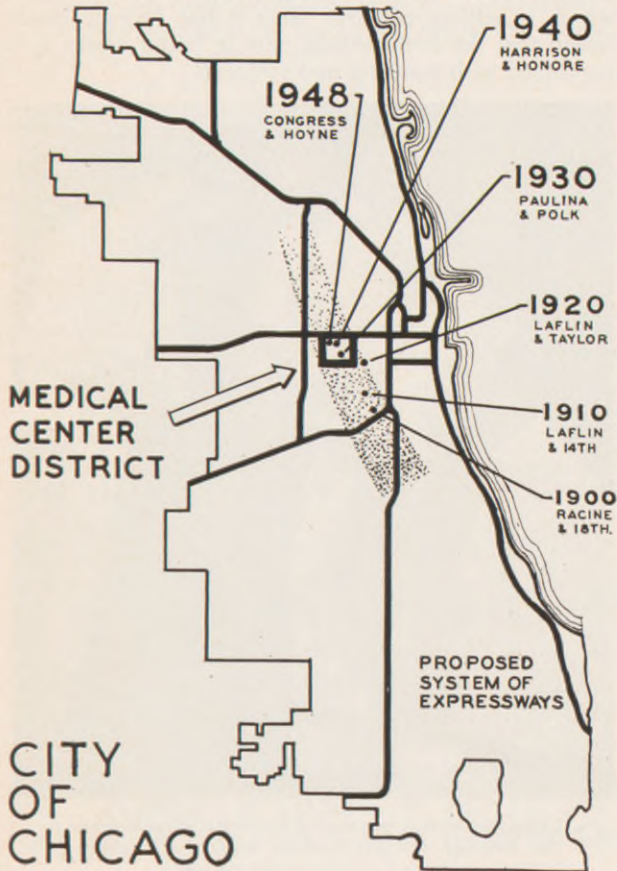 1940
HARRISON
& HONORE
1948
CONGRESS
& HOYNE
1930
PAULINA
& POLK
1920
LAFLIN
& TAYLOR
MEDICAL
CENTER
DISTRICT
1910
LAFLIN
& 14TH
1900
RACINE
& 18TH.
PROPOSED
SYSTEM OF
EXPRESSWAYS
CITY
OF
CHICAGO